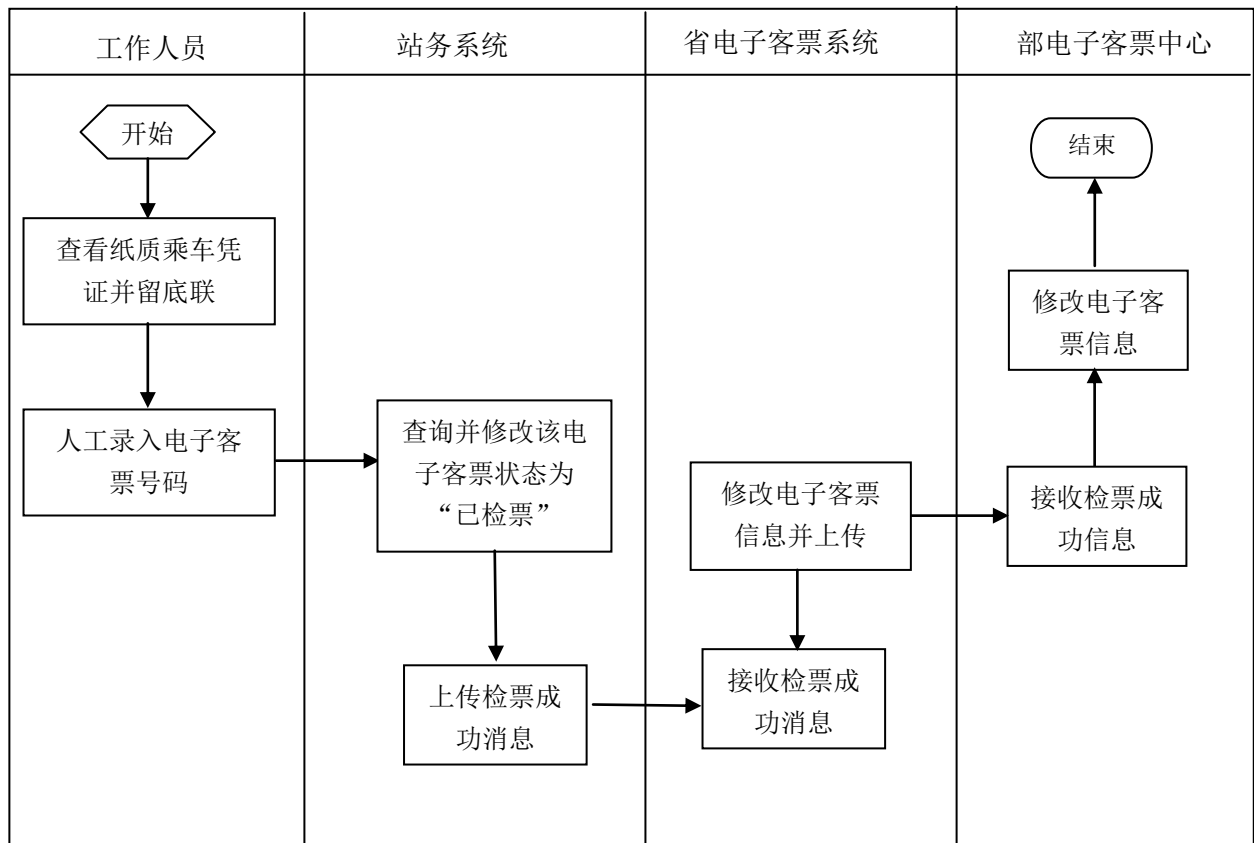 工作人员
站务系统
省电子客票系统
部电子客票中心
开始
查看纸质乘车凭
证并留底联
人工录入电子客
票号码
查询并修改该电
子客票状态为
“已检票”
上传检票成
功消息
修改电子客票
信息并上传
接收检票成
功消息
结束
修改电子客
票信息
接收检票成
功信息